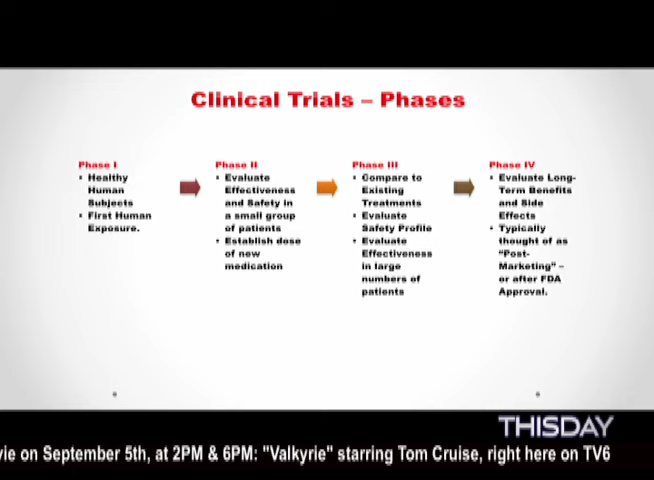 Clinical Trials – Phases
Phase I
• Healthy
Human
Subjects
• First Human
Exposure.
Phase II
• Evaluate
Effectiveness
and Safety in
a small group
of patients
• Establish dose
of new
medication
Phase III
• Compare to
Existing
Treatments
• Evaluate
Safety Profile
• Evaluate
Effectiveness
in large
numbers of
patients
Phase IV
• Evaluate Long-
Term Benefits
and Side
Effects
• Typically
thought of as
“Post-
Marketing” –
or after FDA
Approval.
THISDAY
vie on September 5th, at 2PM & 6PM: "Valkyrie" starring Tom Cruise, right here on TV6